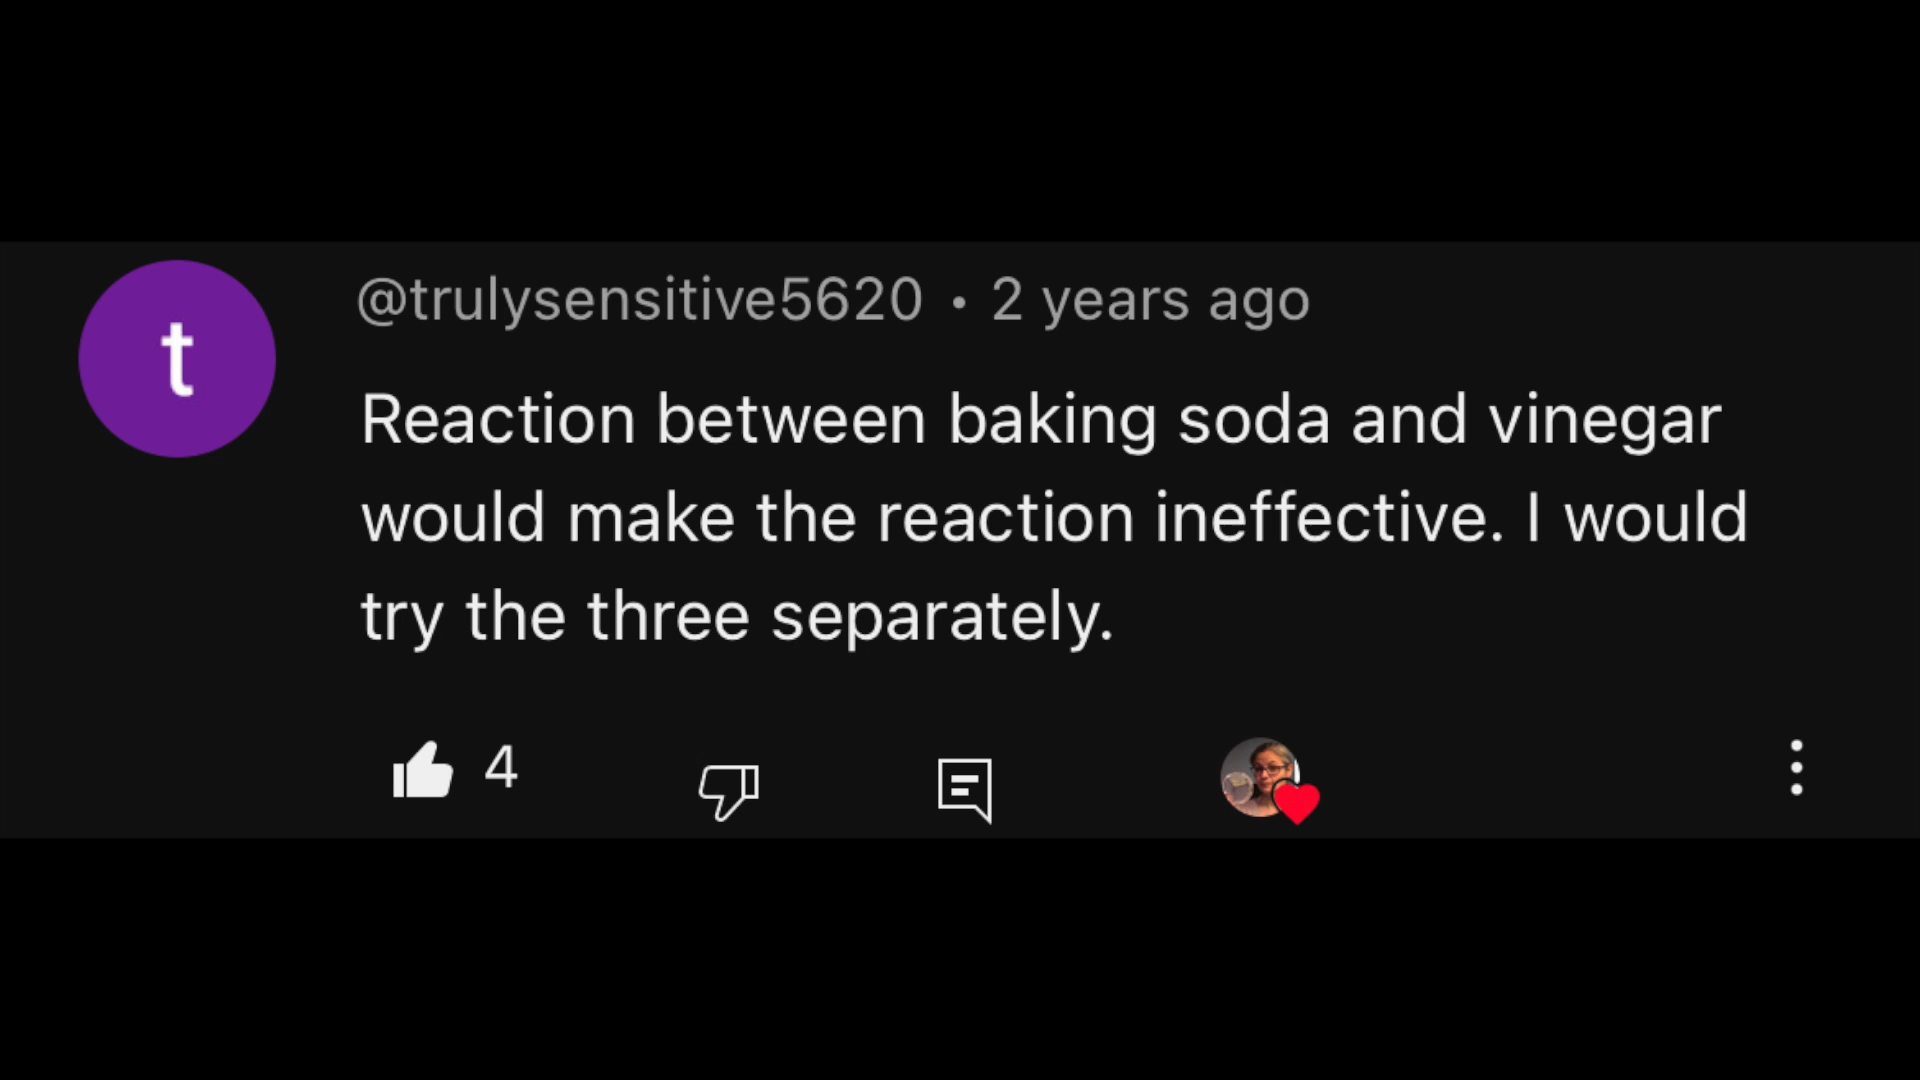 t
@trulysensitive5620 • 2 years ago
Reaction between baking soda and vinegar
would make the reaction ineffective. I would
try the three separately.
4